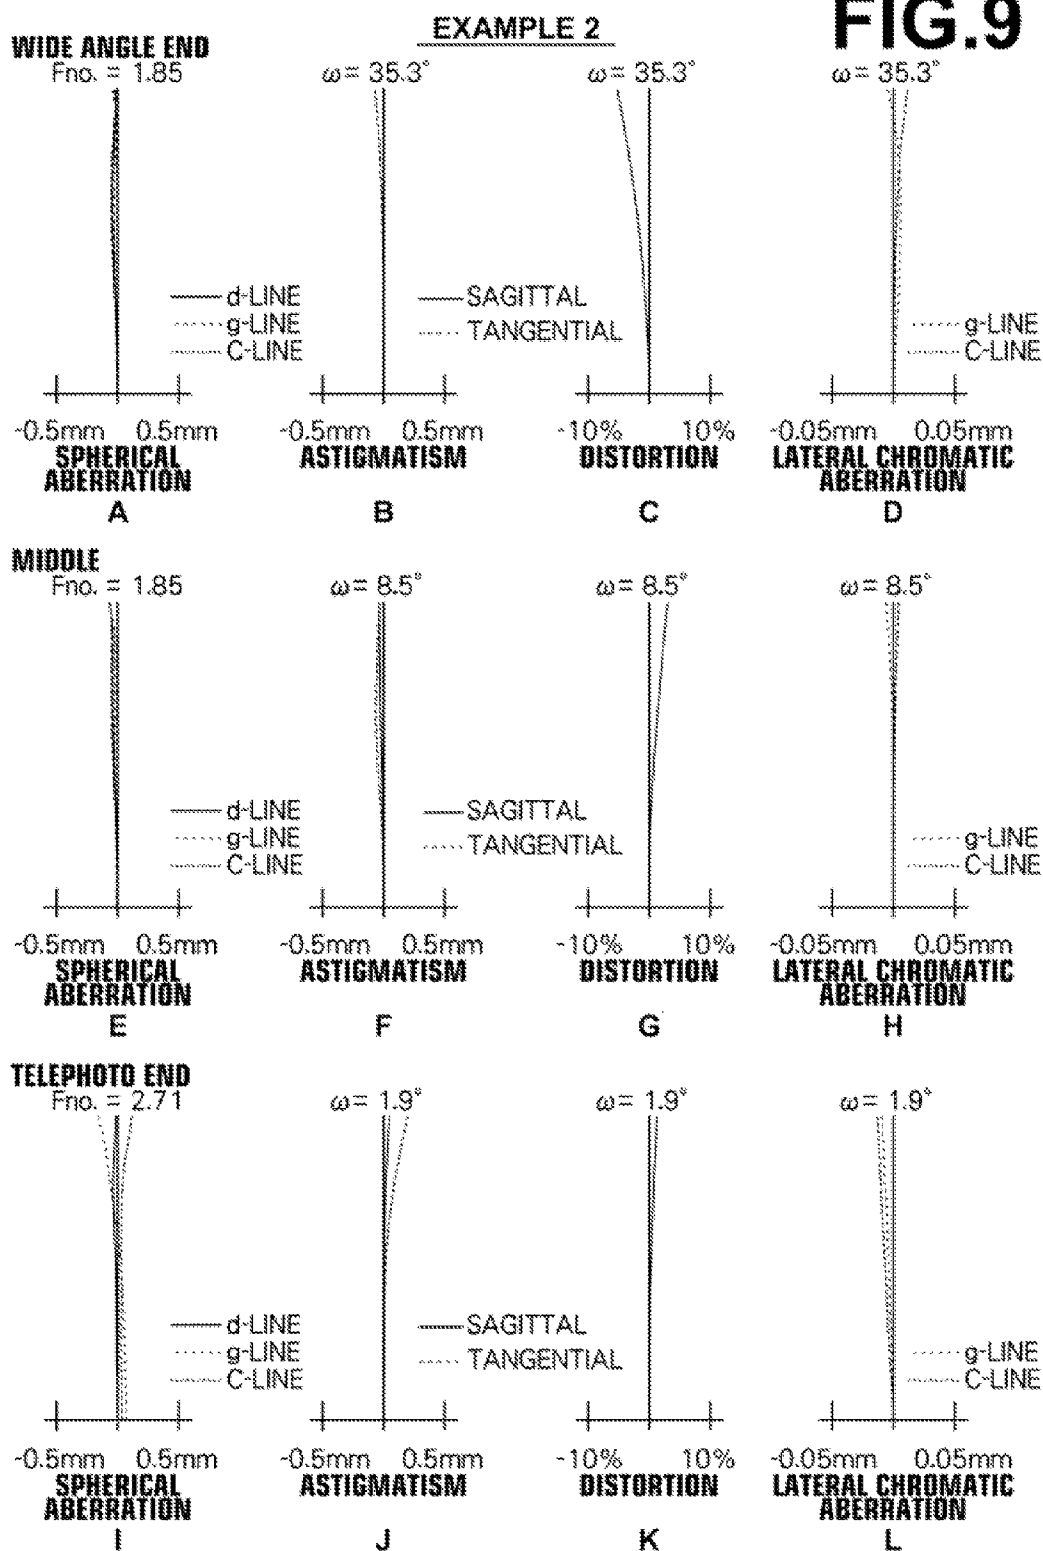 EXAMPLE 2
FIG.9
WIDE ANGLE END
Fno. = 1.85
ω = 35.3°
ω = 35.3°
ω = 35.3°
d-LINE
g-LINE
C-LINE
SAGITTAL
TANGENTIAL
g-LINE
C-LINE
-0.5mm 0.5mm
-0.5mm 0.5mm
-10% 10%
-0.05mm 0.05mm
SPHERICAL
ABERRATION
ASTIGMATISM
DISTORTION
LATERAL CHROMATIC
ABERRATION
A
B
C
D
MIDDLE
Fno. = 1.85
ω = 8.5°
ω = 8.5°
ω = 8.5°
d-LINE
g-LINE
C-LINE
SAGITTAL
TANGENTIAL
g-LINE
C-LINE
-0.5mm 0.5mm
-0.5mm 0.5mm
-10% 10%
-0.05mm 0.05mm
SPHERICAL
ABERRATION
ASTIGMATISM
DISTORTION
LATERAL CHROMATIC
ABERRATION
E
F
G
H
TELEPHOTO END
Fno. = 2.71
ω = 1.9°
ω = 1.9°
ω = 1.9°
d-LINE
g-LINE
C-LINE
SAGITTAL
TANGENTIAL
g-LINE
C-LINE
-0.5mm 0.5mm
-0.5mm 0.5mm
-10% 10%
-0.05mm 0.05mm
SPHERICAL
ABERRATION
ASTIGMATISM
DISTORTION
LATERAL CHROMATIC
ABERRATION
I
J
K
L